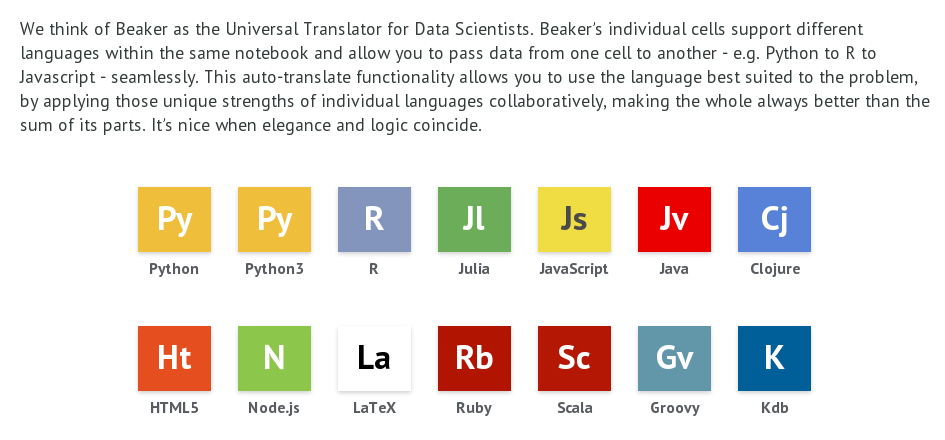 We think of Beaker as the Universal Translator for Data Scientists. Beaker's individual cells support different
languages within the same notebook and allow you to pass data from one cell to another - e.g. Python to R to
Javascript - seamlessly. This auto-translate functionality allows you to use the language best suited to the problem,
by applying those unique strengths of individual languages collaboratively, making the whole always better than the
sum of its parts. It's nice when elegance and logic coincide.
Py Py R Jl Js Jv Cj
Python Python3 R Julia JavaScript Java Clojure
Ht N La Rb Sc Gv K
HTML5 Node.js LaTeX Ruby Scala Groovy Kdb